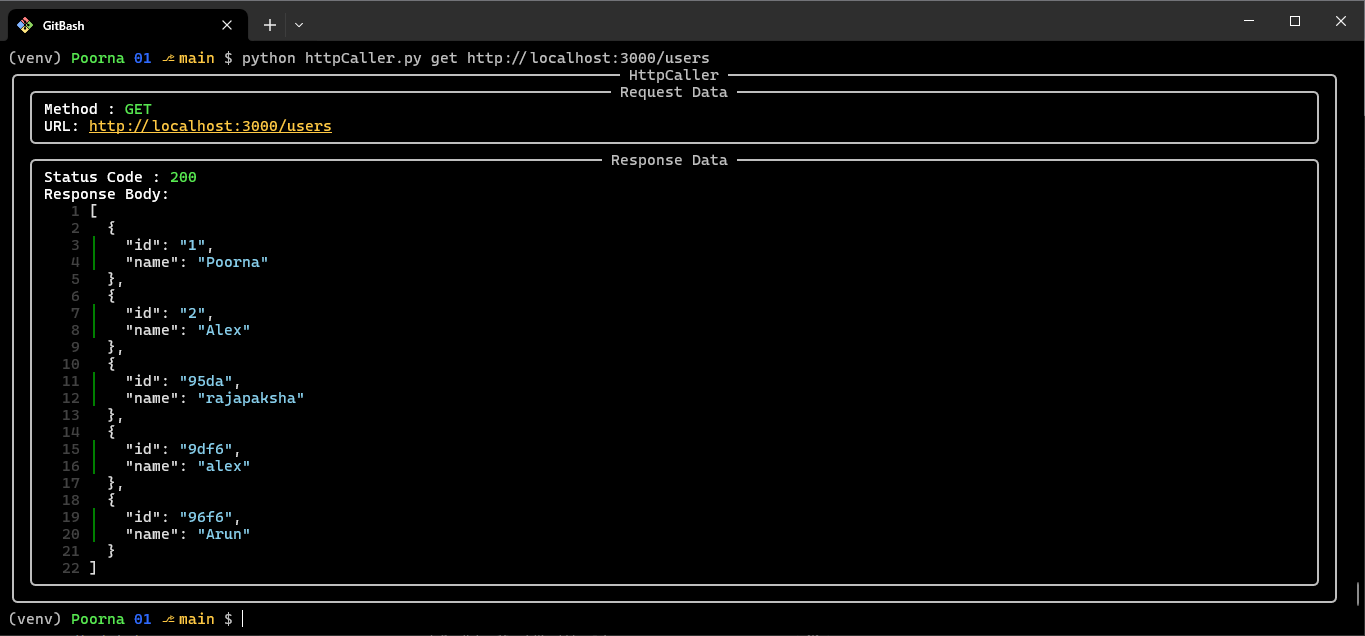 GitBash
(venv) Poorna 01 main $ python httpCaller.py get http://localhost:3000/users
HttpCaller
Request Data
Method : GET
URL: http://localhost:3000/users
Response Data
Status Code : 200
Response Body:
1 [
2 {
3 "id": "1",
4 "name": "Poorna"
5 },
6 {
7 "id": "2",
8 "name": "Alex"
9 },
10 {
11 "id": "95da",
12 "name": "rajapaksha"
13 },
14 {
15 "id": "9df6",
16 "name": "alex"
17 },
18 {
19 "id": "96f6",
20 "name": "Arun"
21 }
22 ]
(venv) Poorna 01 main $